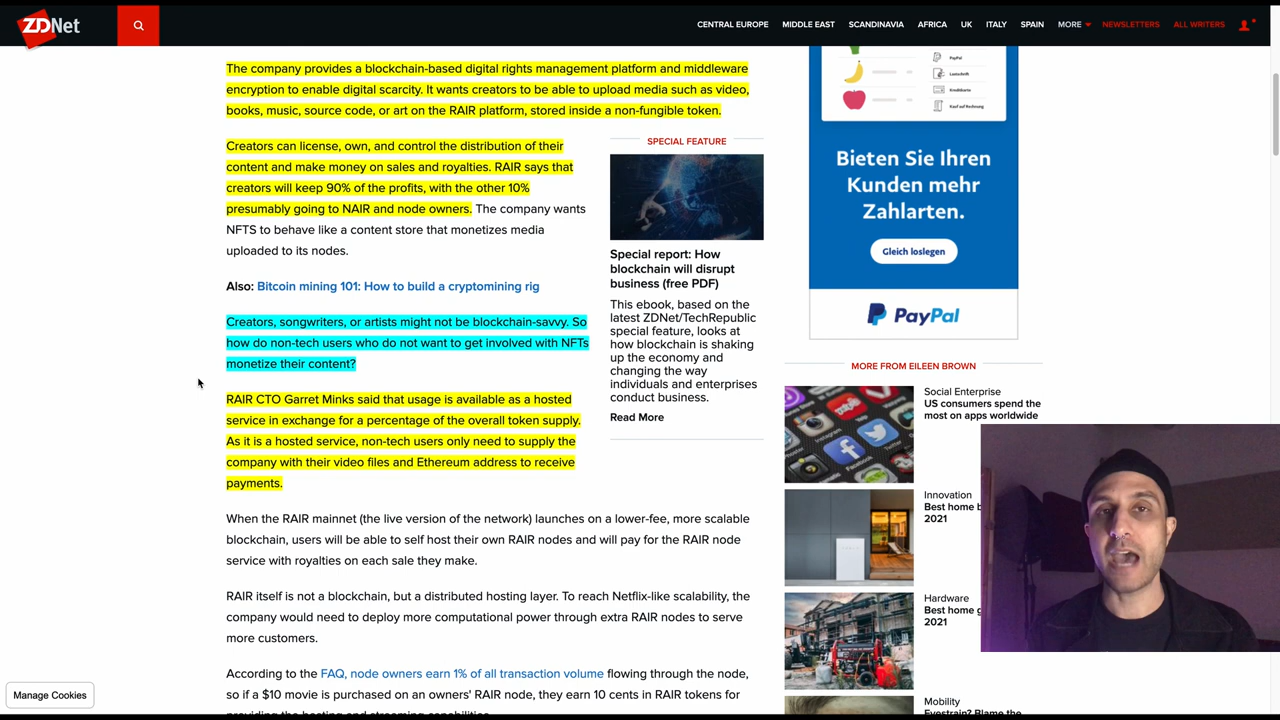 ZDNet
CENTRAL EUROPE
MIDDLE EAST
SCANDINAVIA
AFRICA
UK
ITALY
SPAIN
MORE
NEWSLETTERS
ALL WRITERS
The company provides a blockchain-based digital rights management platform and middleware
encryption to enable digital scarcity. It wants creators to be able to upload media such as video,
books, music, source code, or art on the RAIR platform, stored inside a non-fungible token.
Creators can license, own, and control the distribution of their
content and make money on sales and royalties. RAIR says that
creators will keep 90% of the profits, with the other 10%
presumably going to NAIR and node owners. The company wants
NFTS to behave like a content store that monetizes media
uploaded to its nodes.
Also: Bitcoin mining 101: How to build a cryptomining rig
Creators, songwriters, or artists might not be blockchain-savvy. So
how do non-tech users who do not want to get involved with NFTs
monetize their content?
RAIR CTO Garret Minks said that usage is available as a hosted
service in exchange for a percentage of the overall token supply.
As it is a hosted service, non-tech users only need to supply the
company with their video files and Ethereum address to receive
payments.
When the RAIR mainnet (the live version of the network) launches on a lower-fee, more scalable
blockchain, users will be able to self host their own RAIR nodes and will pay for the RAIR node
service with royalties on each sale they make.
RAIR itself is not a blockchain, but a distributed hosting layer. To reach Netflix-like scalability, the
company would need to deploy more computational power through extra RAIR nodes to serve
more customers.
According to the FAQ, node owners earn 1% of all transaction volume flowing through the node,
so if a $10 movie is purchased on an owners' RAIR node, they earn 10 cents in RAIR tokens for
providing the hosting and streaming capabilities.
SPECIAL FEATURE
Special report: How
blockchain will disrupt
business (free PDF)
This ebook, based on the
latest ZDNet/TechRepublic
special feature, looks at
how blockchain is shaking
up the economy and
changing the way
individuals and enterprises
conduct business.
Read More
PayPal
Lastschrift
Kreditkarte
Kauf auf Rechnung
Bieten Sie Ihren
Kunden mehr
Zahlarten.
Gleich loslegen
PayPal
MORE FROM EILEEN BROWN
Social Enterprise
US consumers spend the
most on apps worldwide
Innovation
Best home b
2021
Hardware
Best home g
2021
Mobility
Eyestrain? Blame the
Manage Cookies